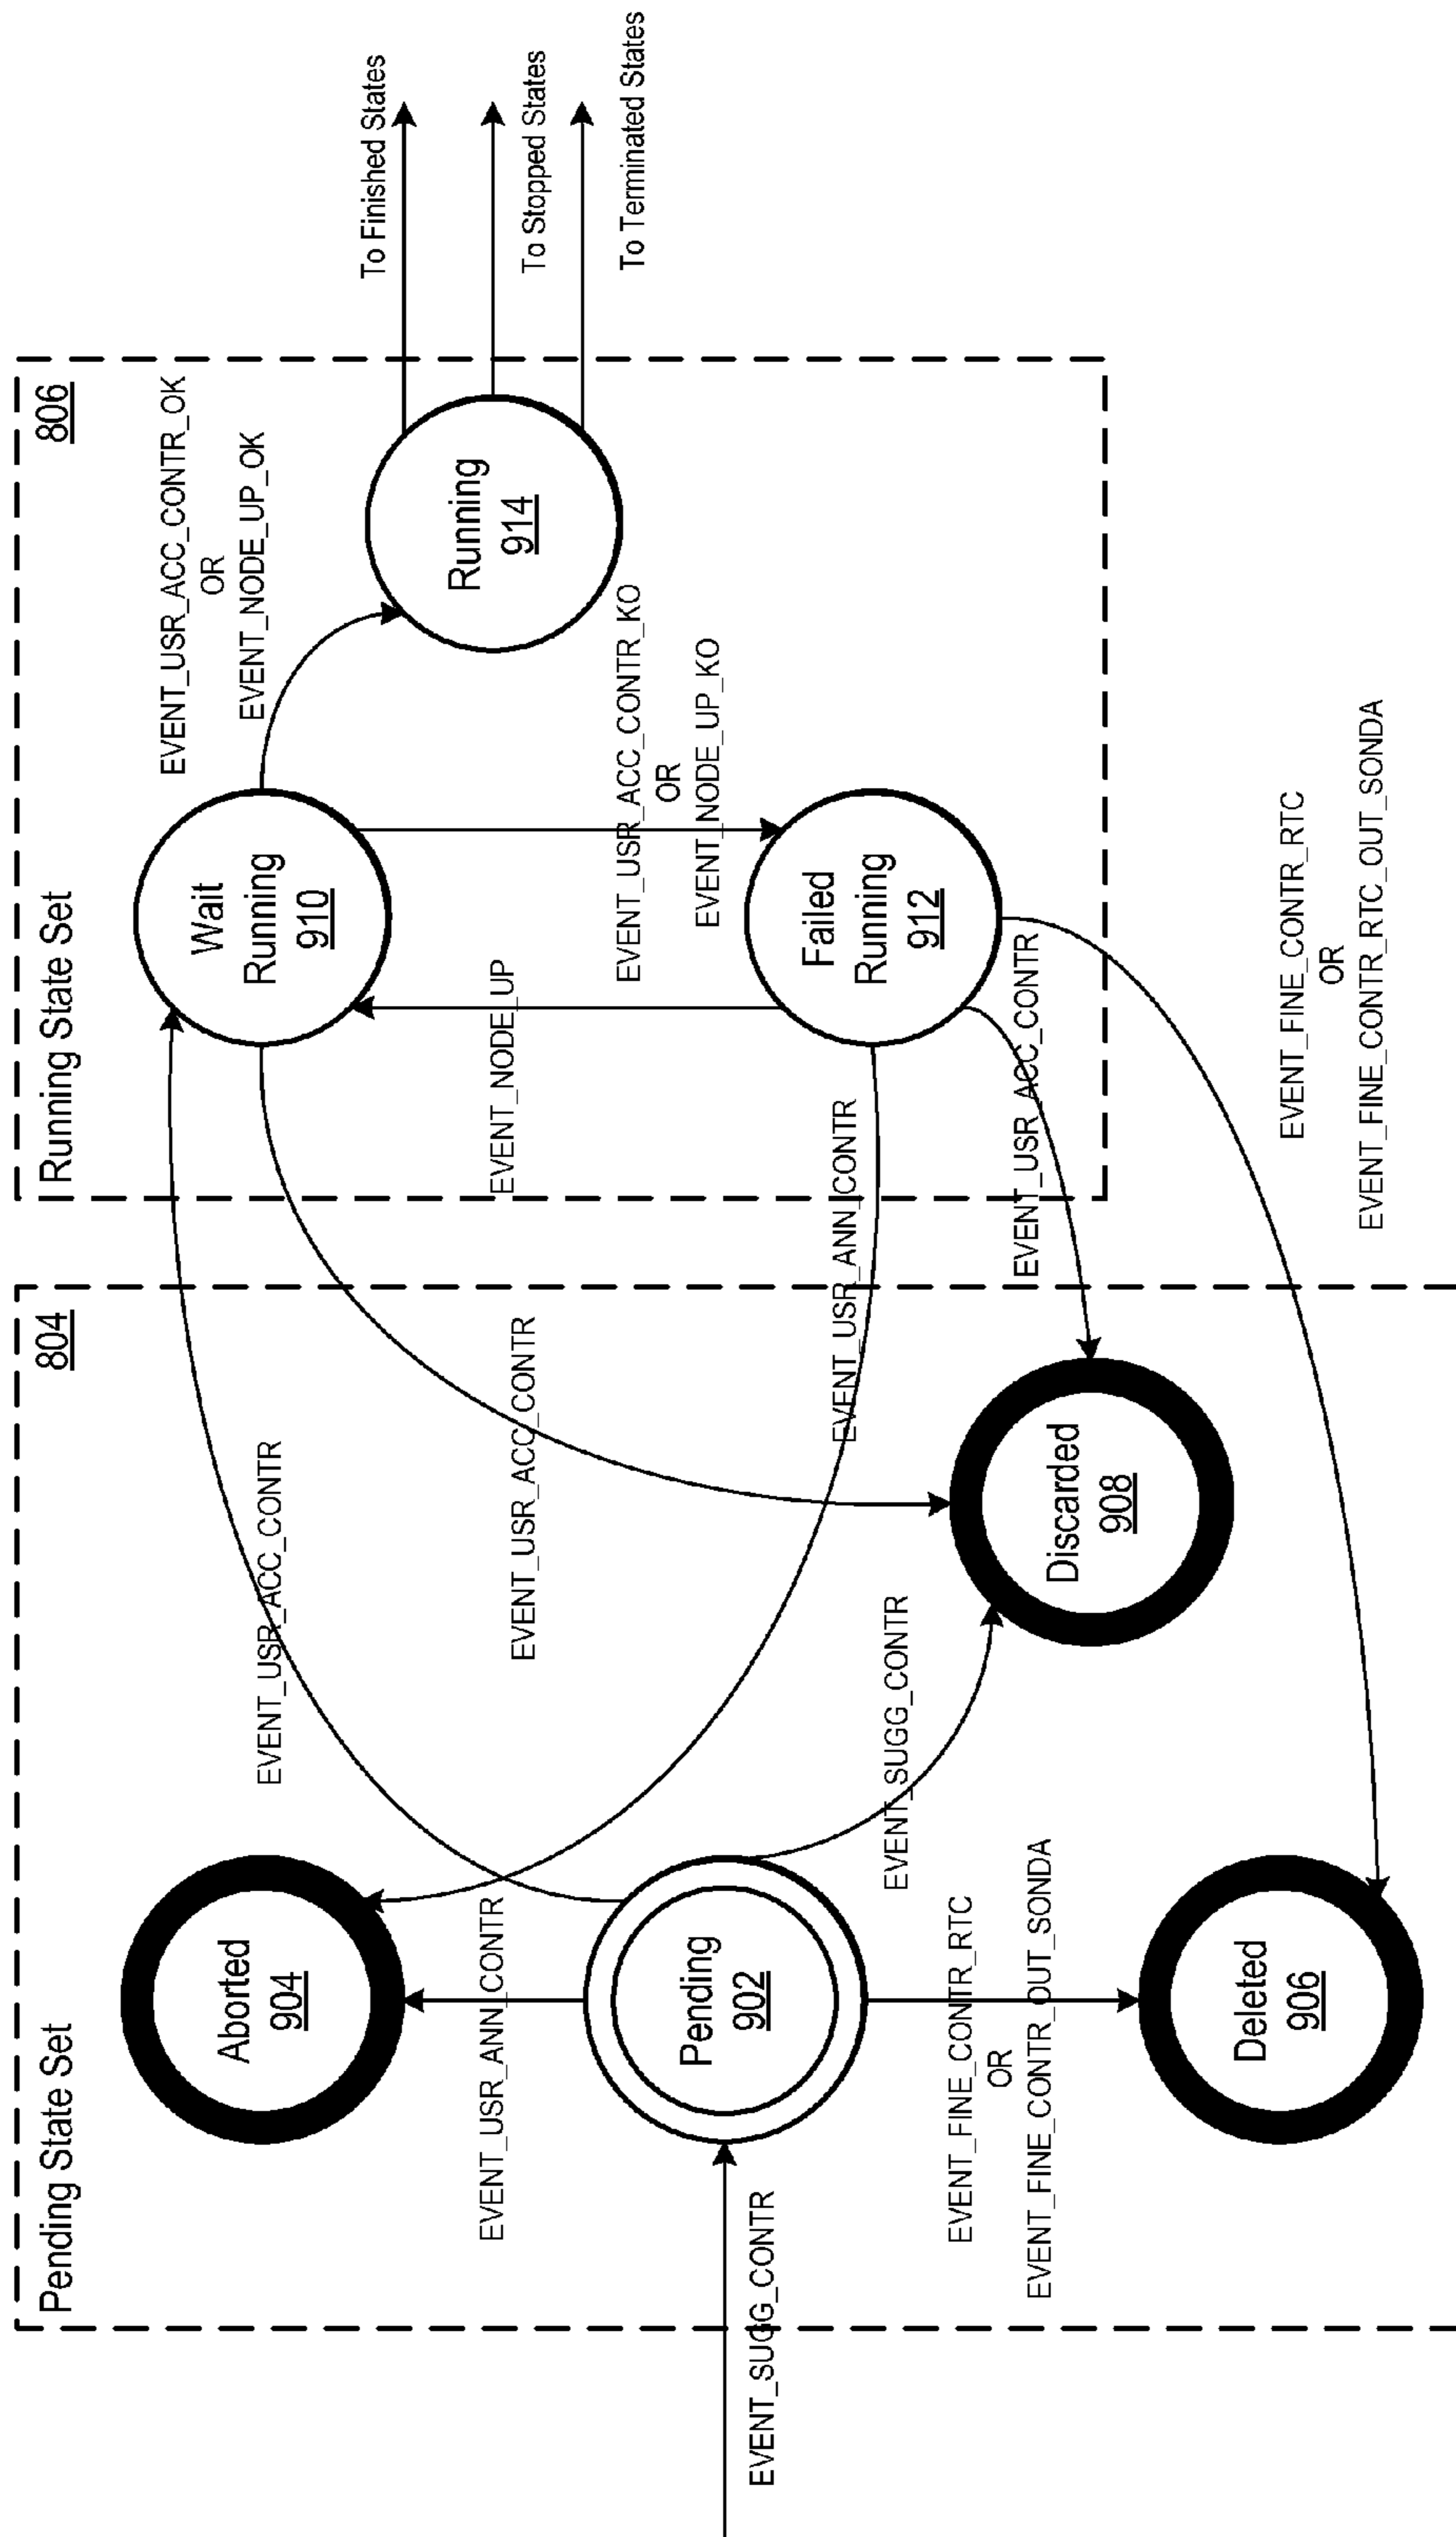 Pending State Set
804
Aborted
904
EVENT_USR_ACC_CONTR
EVENT_USR_ANN_CONTR
EVENT_USR_ACC_CONTR
Pending
902
EVENT_SUGG_CONTR
EVENT_SUGG_CONTR
EVENT_USR_ANN_CONTR
Discarded
908
EVENT_FINE_CONTR_RTC
OR
EVENT_FINE_CONTR_OUT_SONDA
Deleted
906
Running State Set
806
Wait
Running
910
EVENT_USR_ACC_CONTR_OK
OR
EVENT_NODE_UP_OK
Running
914
EVENT_NODE_UP
EVENT_USR_ACC_CONTR_KO
OR
EVENT_NODE_UP_KO
Failed
Running
912
EVENT_USR_ACC_CONTR
EVENT_FINE_CONTR_RTC
OR
EVENT_FINE_CONTR_RTC_OUT_SONDA
To Finished States
To Stopped States
To Terminated States